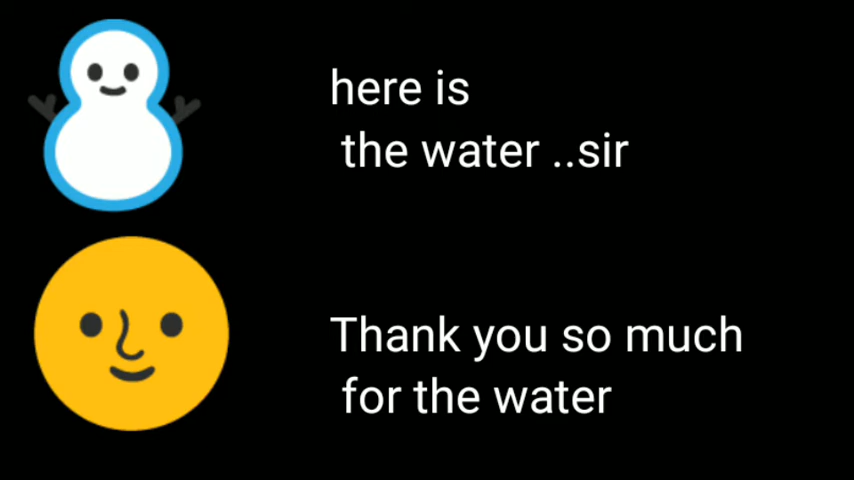 here is
the water ..sir
Thank you so much
for the water